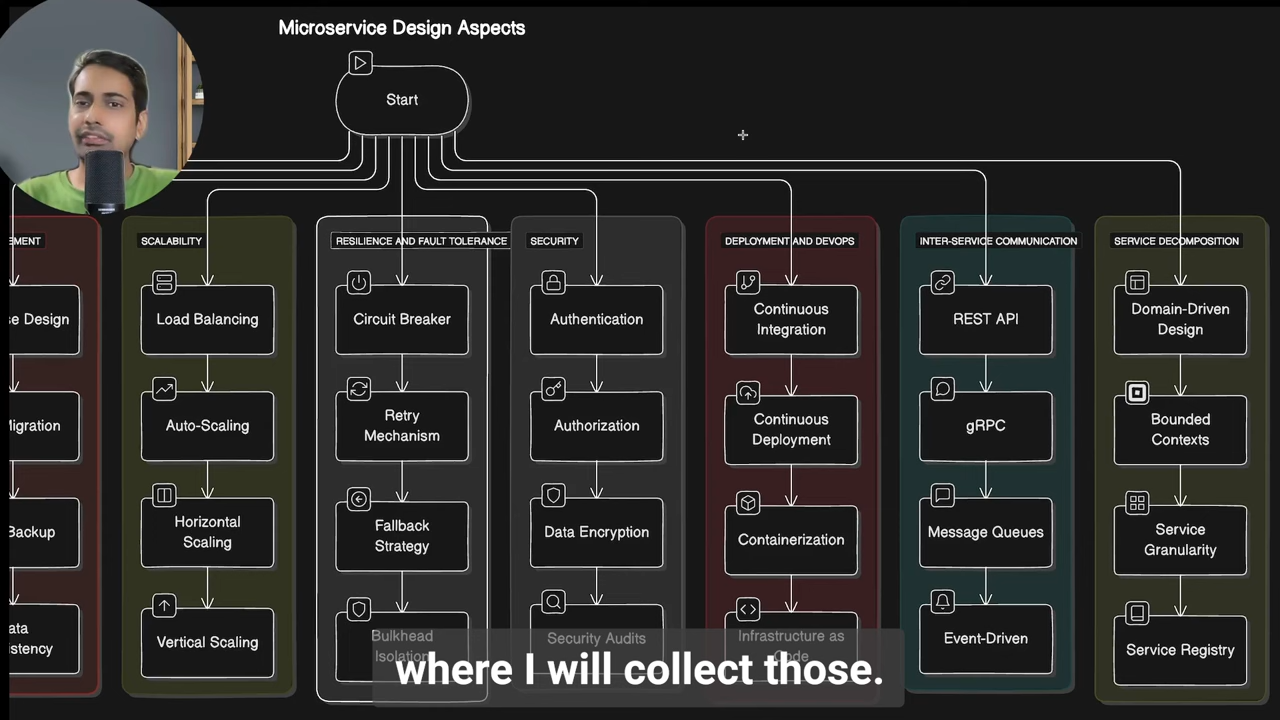 Microservice Design Aspects
Start
EMENT
SCALABILITY
RESILIENCE AND FAULT TOLERANCE
SECURITY
DEPLOYMENT AND DEVOPS
INTER-SERVICE COMMUNICATION
SERVICE DECOMPOSITION
se Design
igration
Backup
ata
sistency
Load Balancing
Auto-Scaling
Horizontal
Scaling
Vertical Scaling
Circuit Breaker
Retry
Mechanism
Fallback
Strategy
Bulkhead
Isolation
Authentication
Authorization
Data Encryption
Security Audits
Continuous
Integration
Continuous
Deployment
Containerization
Infrastructure as
Code
REST API
gRPC
Message Queues
Event-Driven
Domain-Driven
Design
Bounded
Contexts
Service
Granularity
Service Registry
where I will collect those.